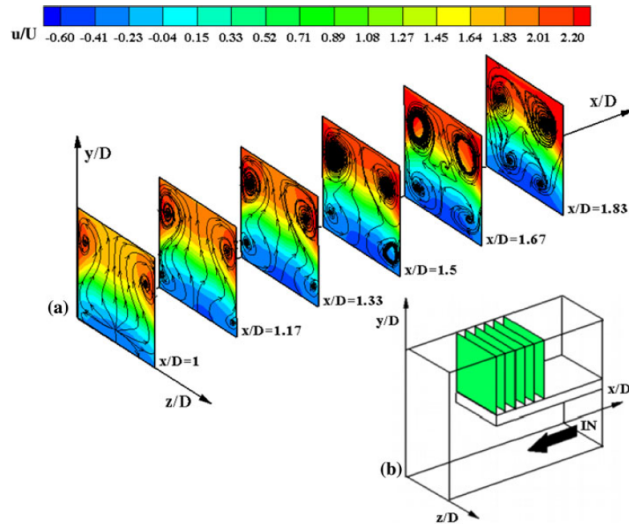 u/U -0.60 -0.41 -0.23 -0.04 0.15 0.33 0.52 0.71 0.89 1.08 1.27 1.45 1.64 1.83 2.01 2.20
x/D
y/D
x/D=1.83
x/D=1.67
x/D=1.5
x/D=1.33
x/D=1.17
x/D=1
(a)
z/D
y/D
x/D
IN
(b)
z/D